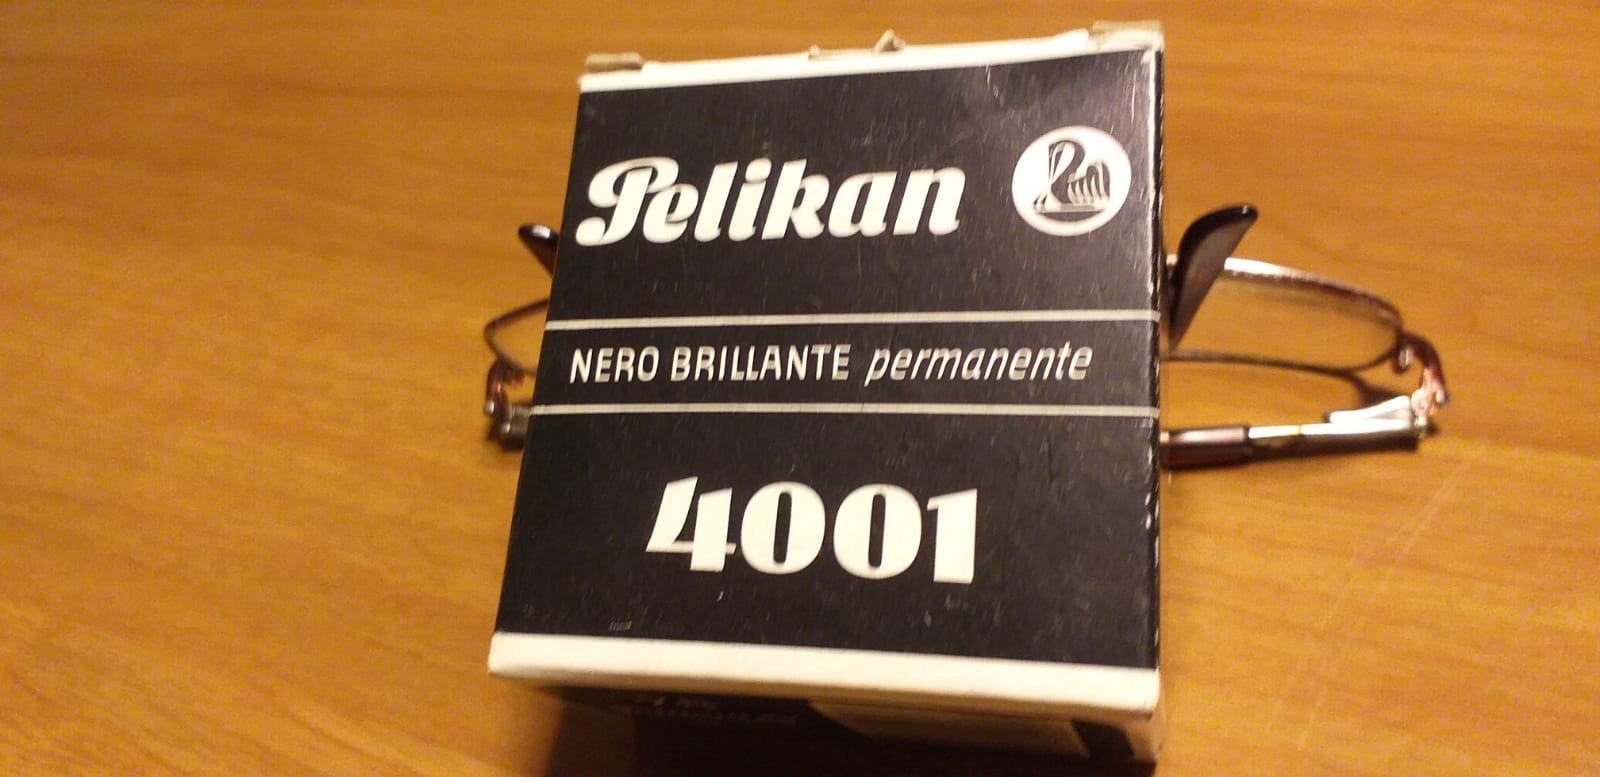 Pelikan
NERO BRILLANTE permanente
4001